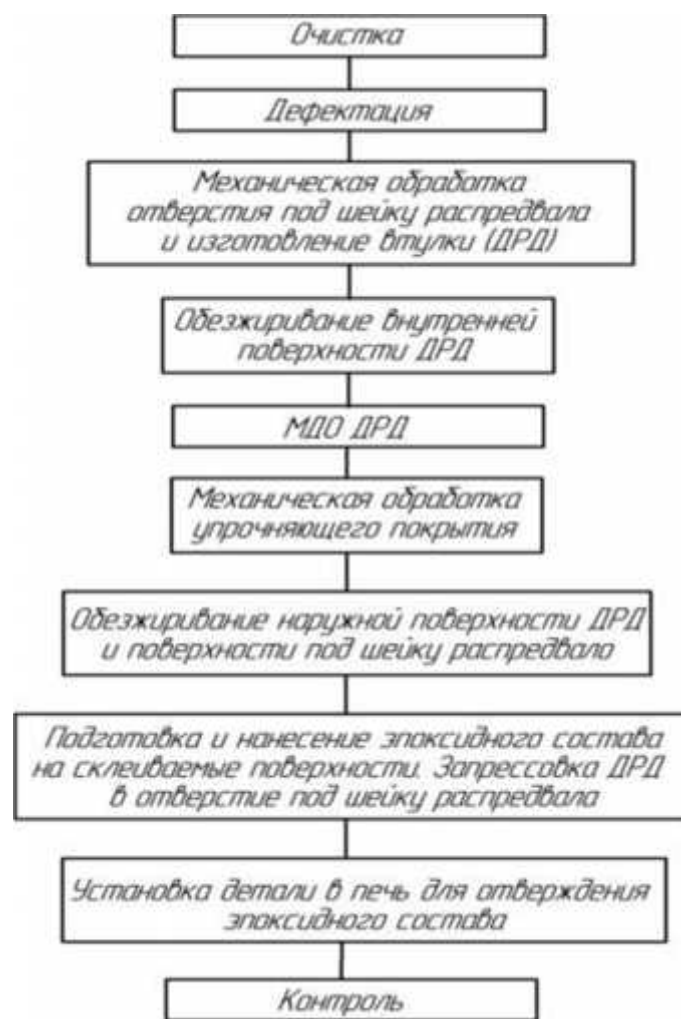 Очистка
Дефектация
Механическая обработка
отверстия под шейку распредвала
и изготовление втулки (ДРД)
Обезжиривание внутренней
поверхности ДРД
МДО ДРД
Механическая обработка
упрочняющего покрытия
Обезжиривание наружной поверхности ДРД
и поверхности под шейку распредвало
Подготовка и нанесение эпоксидного состава
на склеиваемые поверхности. Запрессовка ДРД
в отверстие под шейку распредвала
Установка детали в печь для отверждения
эпоксидного состава
Контроль